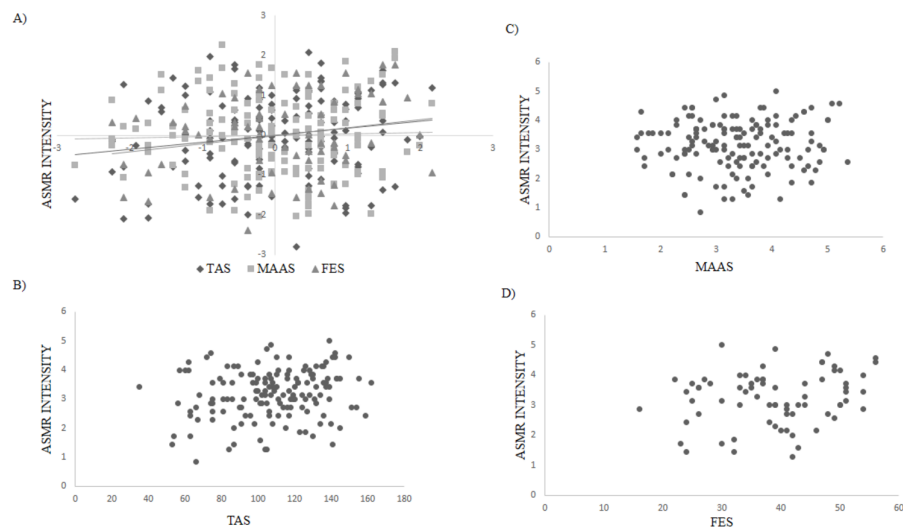 A)
3
2
1
0
-1
-2
-3
-3
-2
-1
0
1
2
3
ASMR INTENSITY
TAS MAAS FES
B)
6
5
4
3
2
1
0
0 20 40 60 80 100 120 140 160 180
ASMR INTENSITY
TAS
C)
6
5
4
3
2
1
0
0 1 2 3 4 5 6
ASMR INTENSITY
MAAS
D)
6
5
4
3
2
1
0
0 10 20 30 40 50 60
ASMR INTENSITY
FES